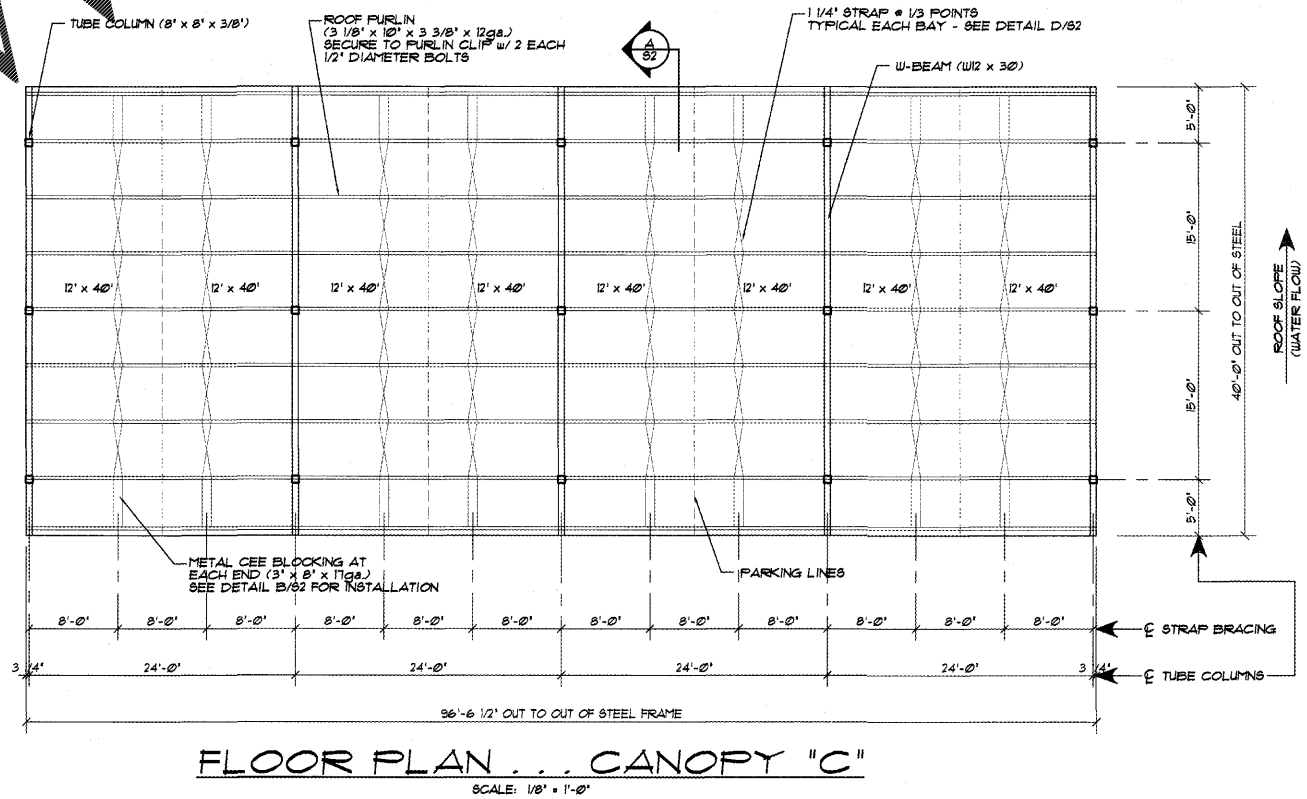 TUBE COLUMN (8" x 8" x 3/8")
ROOF PURLIN
(3 1/8" x 10" x 3 3/8" x 12ga.)
SECURE TO PURLIN CLIP w/ 2 EACH
1/2" DIAMETER BOLTS
A
S2
1 1/4" STRAP @ 1/3 POINTS
TYPICAL EACH BAY - SEE DETAIL D/S2
W-BEAM (W12 x 30)
12' x 40'
12' x 40'
12' x 40'
12' x 40'
12' x 40'
12' x 40'
12' x 40'
12' x 40'
5'-0"
15'-0"
15'-0"
5'-0"
40'-0" OUT TO OUT OF STEEL
ROOF SLOPE
(WATER FLOW)
METAL CEE BLOCKING AT
EACH END (3" x 8" x 17ga.)
SEE DETAIL B/S2 FOR INSTALLATION
PARKING LINES
8'-0" 8'-0" 8'-0" 8'-0" 8'-0" 8'-0" 8'-0" 8'-0" 8'-0" 8'-0" 8'-0" 8'-0"
℄ STRAP BRACING
24'-0" 24'-0" 24'-0" 24'-0"
℄ TUBE COLUMNS
96'-6 1/2" OUT TO OUT OF STEEL FRAME
FLOOR PLAN . . . CANOPY "C"
SCALE: 1/8" = 1'-0"